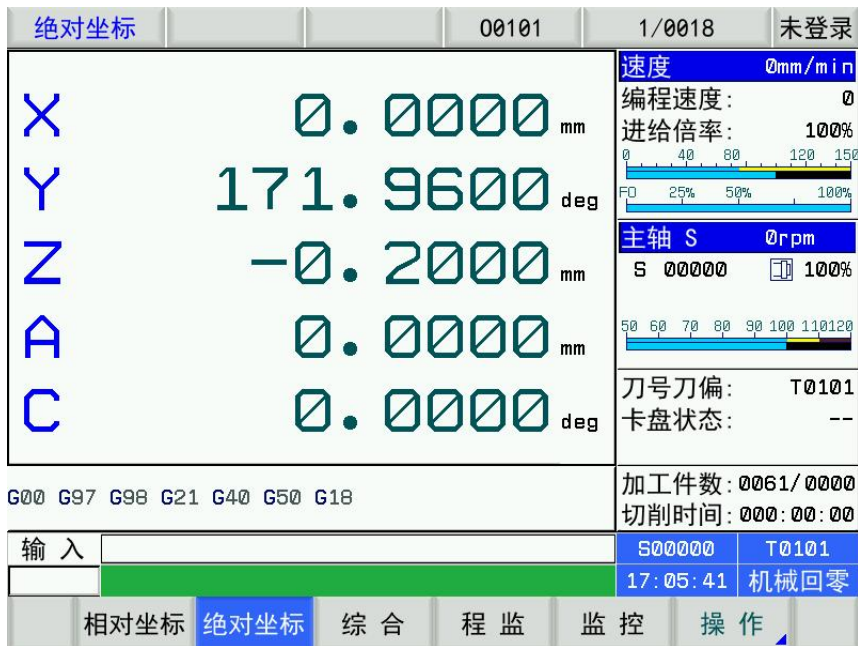 绝对坐标 O0101 1/0018 未登录
X 0.0000 mm
Y 171.9600 deg
Z -0.2000 mm
A 0.0000 mm
C 0.0000 deg
G00 G97 G98 G21 G40 G50 G18
速度 0mm/min
编程速度: 0
进给倍率: 100%
0 40 80 120 150
F0 25% 50% 100%
主轴 S 0rpm
S 00000 100%
50 60 70 80 90 100 110 120
刀号刀偏: T0101
卡盘状态: --
加工件数: 0061/0000
切削时间: 000:00:00
输 入
S00000 T0101
17:05:41 机械回零
相对坐标 绝对坐标 综 合 程 监 监 控 操 作